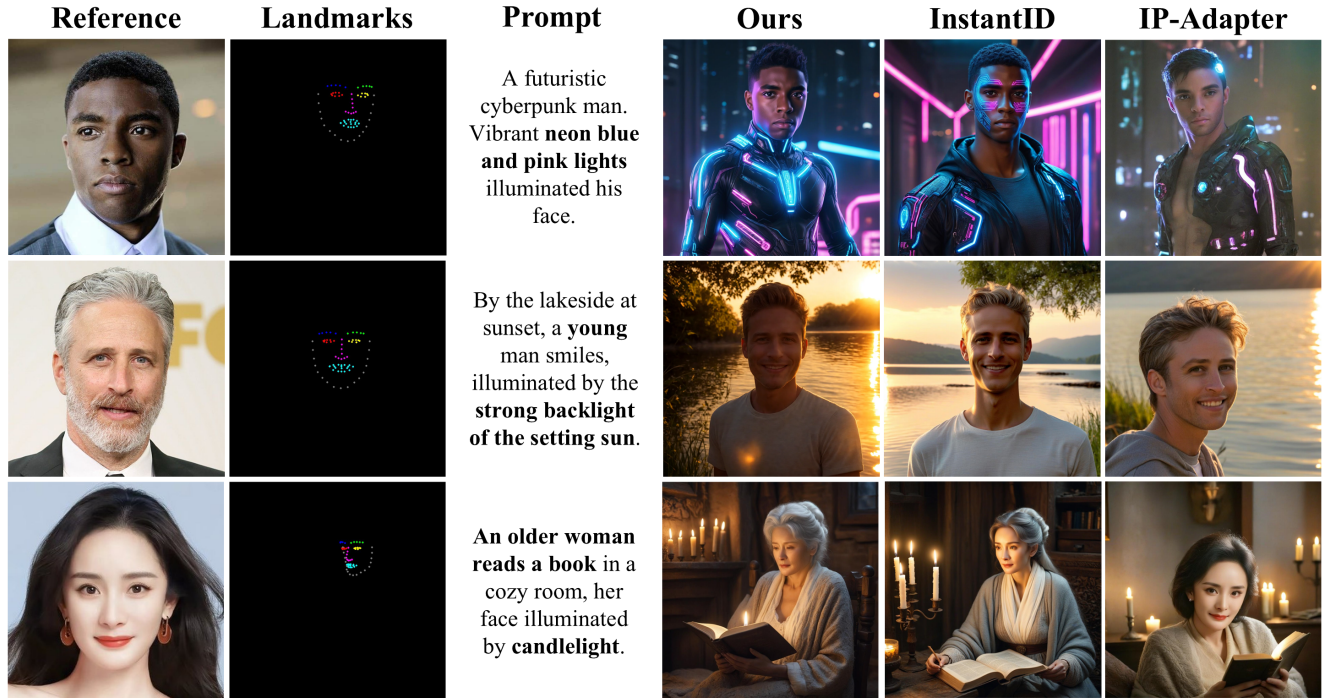 Reference Landmarks Prompt Ours InstantID IP-Adapter
A futuristic
cyberpunk man.
Vibrant neon blue
and pink lights
illuminated his
face.
By the lakeside at
sunset, a young
man smiles,
illuminated by the
strong backlight
of the setting sun.
An older woman
reads a book in a
cozy room, her
face illuminated
by candlelight.